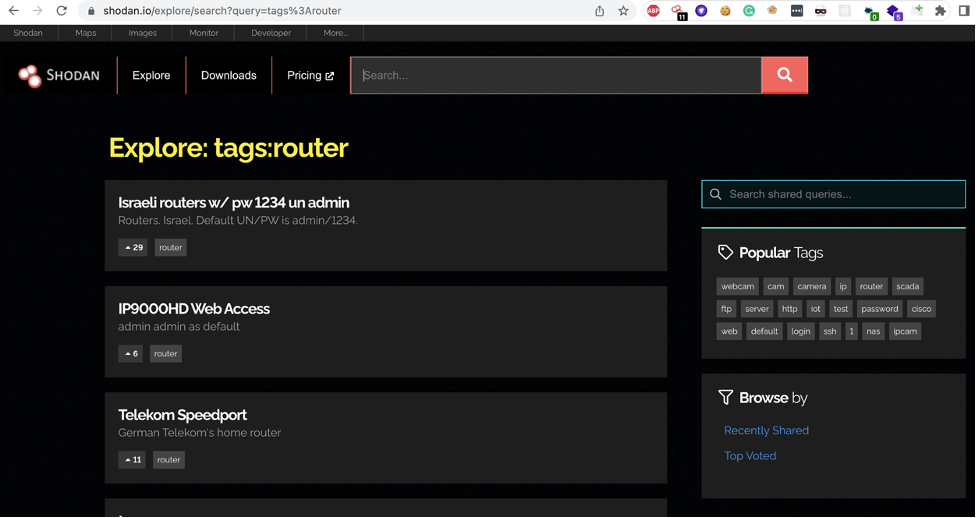 shodan.io/explore/search?query=tags%3Arouter
ABP
11
0
5
Shodan Maps Images Monitor Developer More...
SHODAN Explore Downloads Pricing Search...
Explore: tags:router
Israeli routers w/ pw 1234 un admin
Routers. Israel. Default UN/PW is admin/1234.
29 router
IP9000HD Web Access
admin admin as default
6 router
Telekom Speedport
German Telekom's home router
11 router
Search shared queries...
Popular Tags
webcam cam camera ip router scada
ftp server http iot test password cisco
web default login ssh 1 nas ipcam
Browse by
Recently Shared
Top Voted